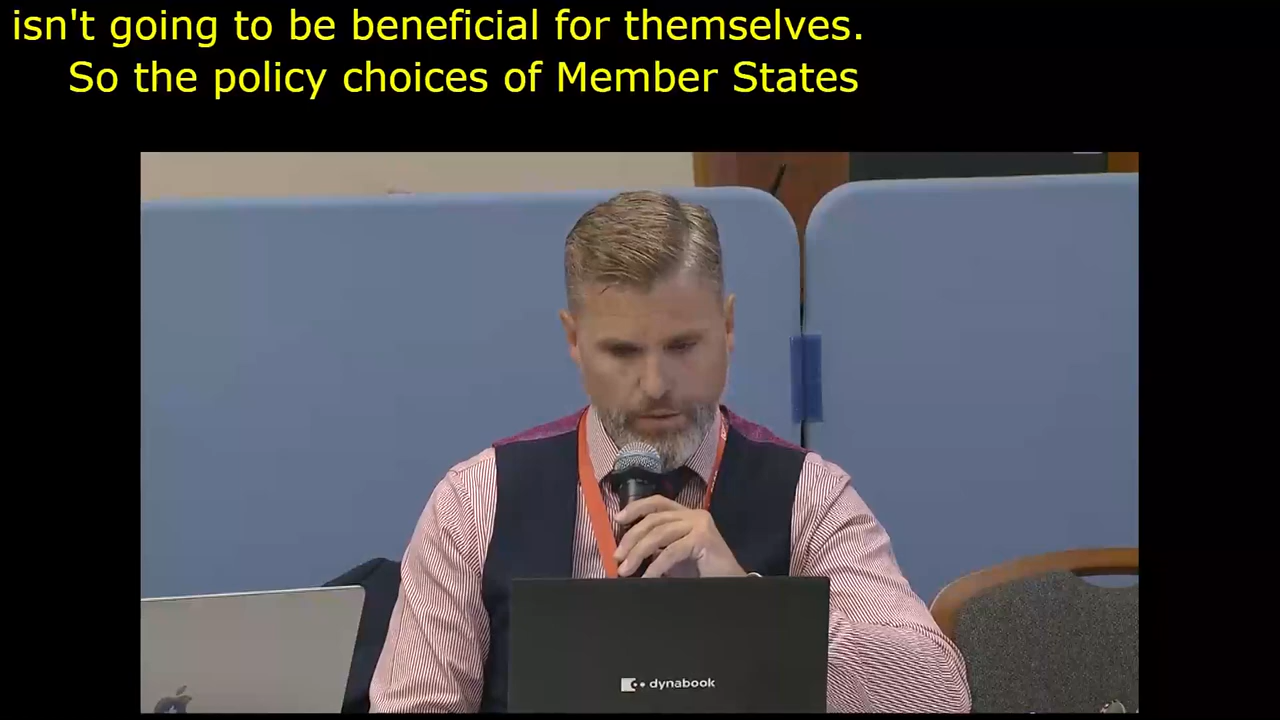 isn't going to be beneficial for themselves.
So the policy choices of Member States
dynabook